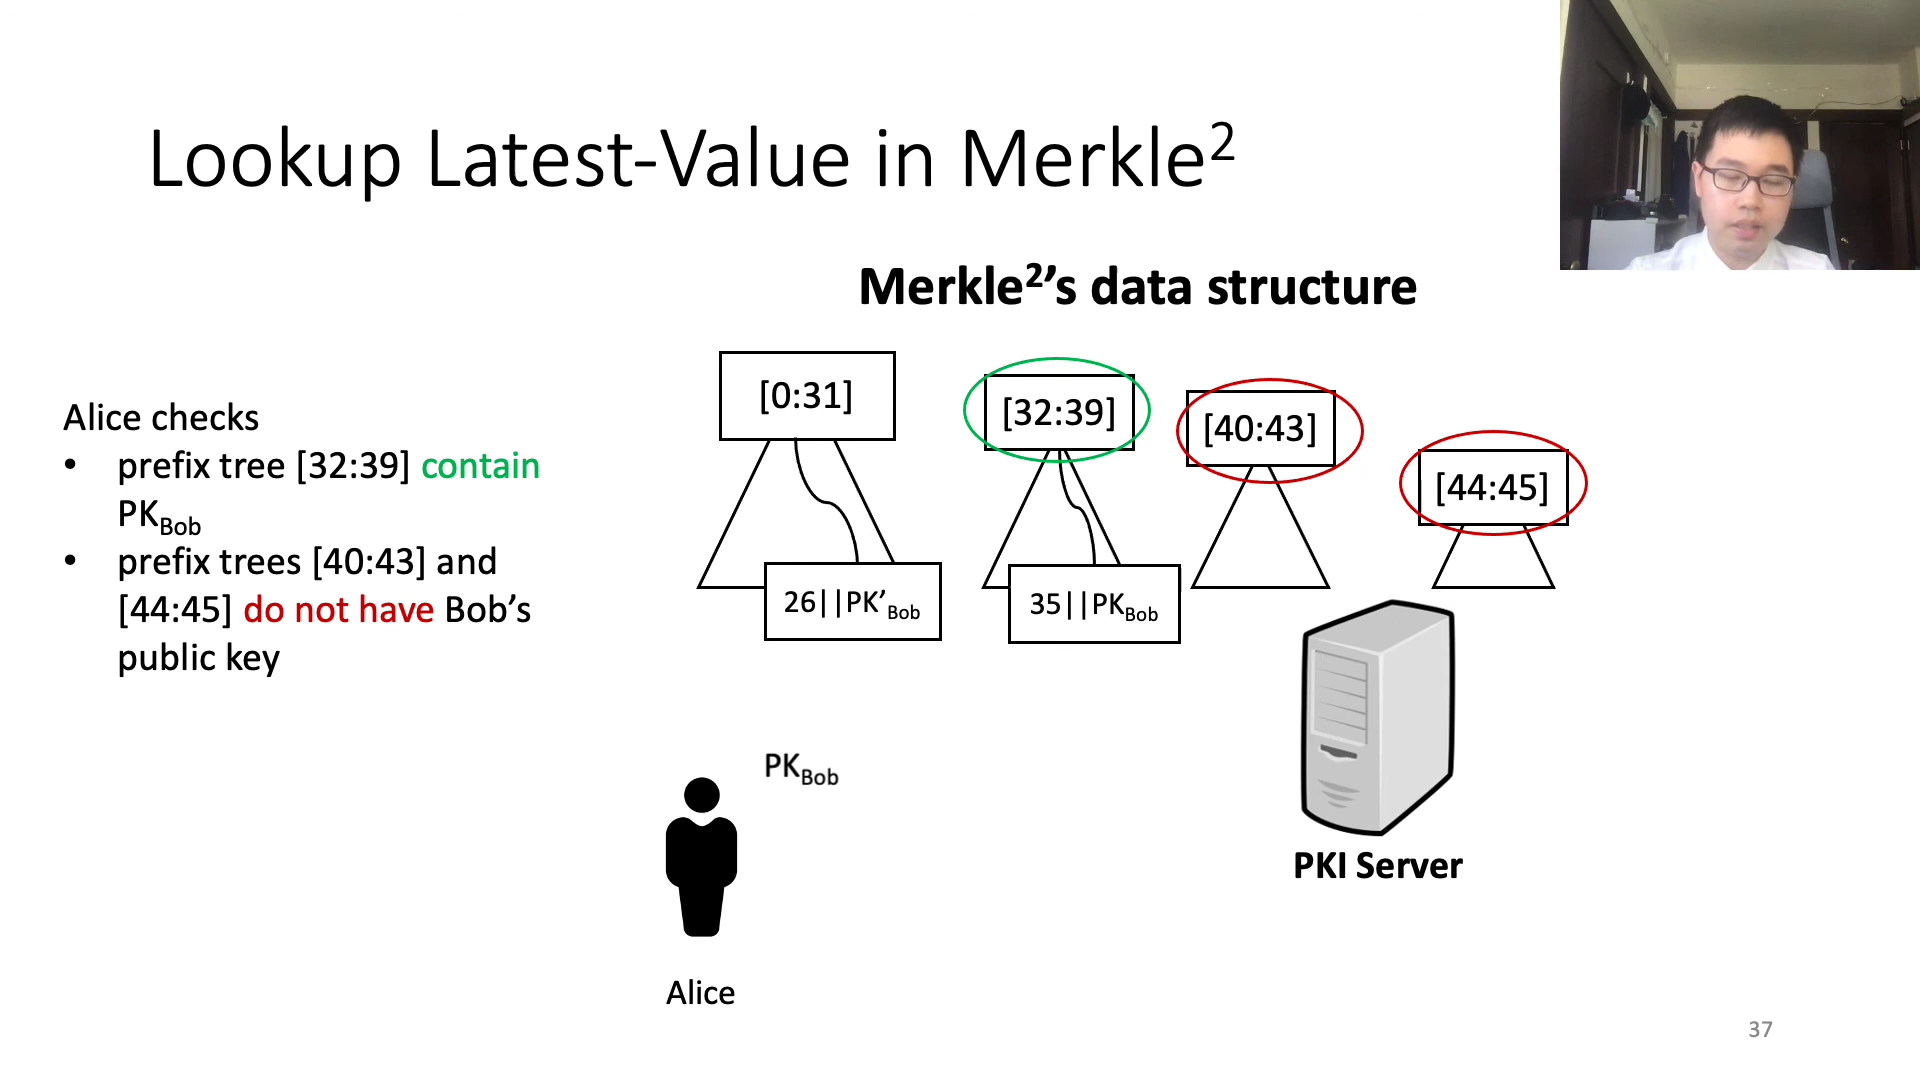 Lookup Latest-Value in Merkle²
Merkle²’s data structure
[0:31]
[32:39]
[40:43]
[44:45]
Alice checks
• prefix tree [32:39] contain
PKBob
• prefix trees [40:43] and
[44:45] do not have Bob’s
public key
26||PK’Bob
35||PKBob
PKBob
Alice
PKI Server
37